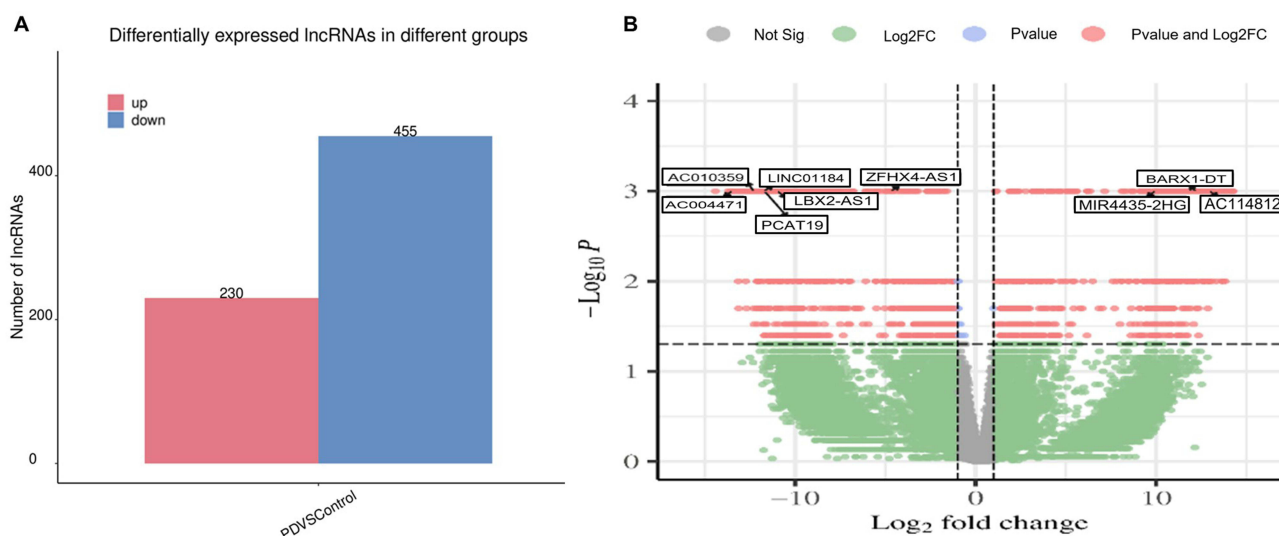 A
Differentially expressed lncRNAs in different groups
up
down
455
230
400
200
0
Number of lncRNAs
PDVSControl
B
Not Sig
Log2FC
Pvalue
Pvalue and Log2FC
4
3
2
1
0
−Log10 P
AC010359
LINC01184
ZFHX4-AS1
BARX1-DT
AC004471
LBX2-AS1
MIR4435-2HG
AC114812
PCAT19
−10
0
10
Log2 fold change